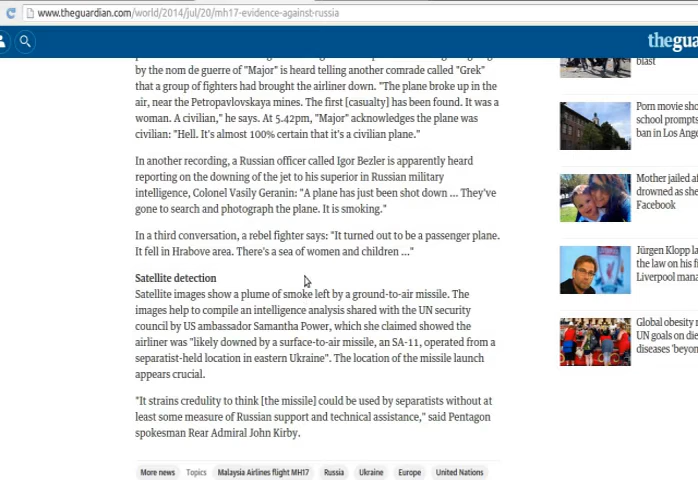 www.theguardian.com/world/2014/jul/20/mh17-evidence-against-russia
thegua
by the nom de guerre of "Major" is heard telling another comrade called "Grek"
that a group of fighters had brought the airliner down. "The plane broke up in the
air, near the Petropavlovskaya mines. The first [casualty] has been found. It was a
woman. A civilian," he says. At 5.42pm, "Major" acknowledges the plane was
civilian: "Hell. It's almost 100% certain that it's a civilian plane."
In another recording, a Russian officer called Igor Bezler is apparently heard
reporting on the downing of the jet to his superior in Russian military
intelligence, Colonel Vasily Geranin: "A plane has just been shot down ... They've
gone to search and photograph the plane. It is smoking."
In a third conversation, a rebel fighter says: "It turned out to be a passenger plane.
It fell in Hrabove area. There's a sea of women and children ..."
Satellite detection
Satellite images show a plume of smoke left by a ground-to-air missile. The
images help to compile an intelligence analysis shared with the UN security
council by US ambassador Samantha Power, which she claimed showed the
airliner was "likely downed by a surface-to-air missile, an SA-11, operated from a
separatist-held location in eastern Ukraine". The location of the missile launch
appears crucial.
"It strains credulity to think [the missile] could be used by separatists without at
least some measure of Russian support and technical assistance," said Pentagon
spokesman Rear Admiral John Kirby.
More news Topics Malaysia Airlines flight MH17 Russia Ukraine Europe United Nations
blast
Porn movie sho
school prompts
ban in Los Ang
Mother jailed af
drowned as she
Facebook
Jürgen Klopp la
the law on his fi
Liverpool mana
Global obesity r
UN goals on die
diseases 'beyon